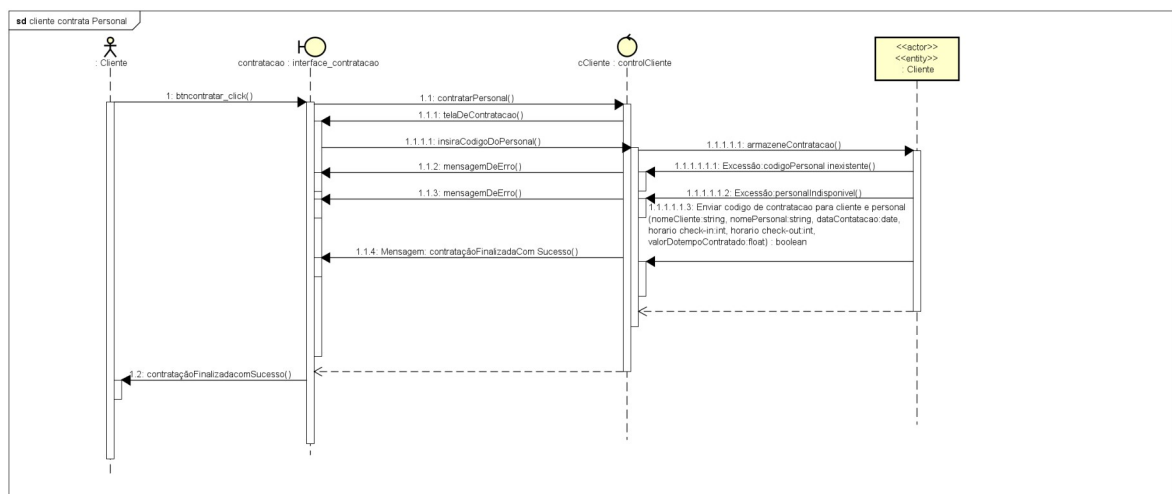 sd cliente contrata Personal
: Cliente
contratacao : interface_contratacao
cCliente : controlCliente
<<actor>>
<<entity>>
: Cliente
1: btncontratar_click()
1.1: contratarPersonal()
1.1.1: telaDeContratacao()
1.1.1.1: insiraCodigoDoPersonal()
1.1.1.1.1: armazeneContratacao()
1.1.2: mensagemDeErro()
1.1.1.1.1.1: Excessão:codigoPersonal inexistente()
1.1.3: mensagemDeErro()
1.1.1.1.1.2: Excessão:personalIndisponivel()
1.1.1.1.1.3: Enviar codigo de contratacao para cliente e personal
(nomeCliente:string, nomePersonal:string, dataContatacao:date,
horario check-in:int, horario check-out:int,
valorDotempoContratado:float) : boolean
1.1.4: Mensagem: contrataçãoFinalizadaCom Sucesso()
1.2: contrataçãoFinalizadacomSucesso()